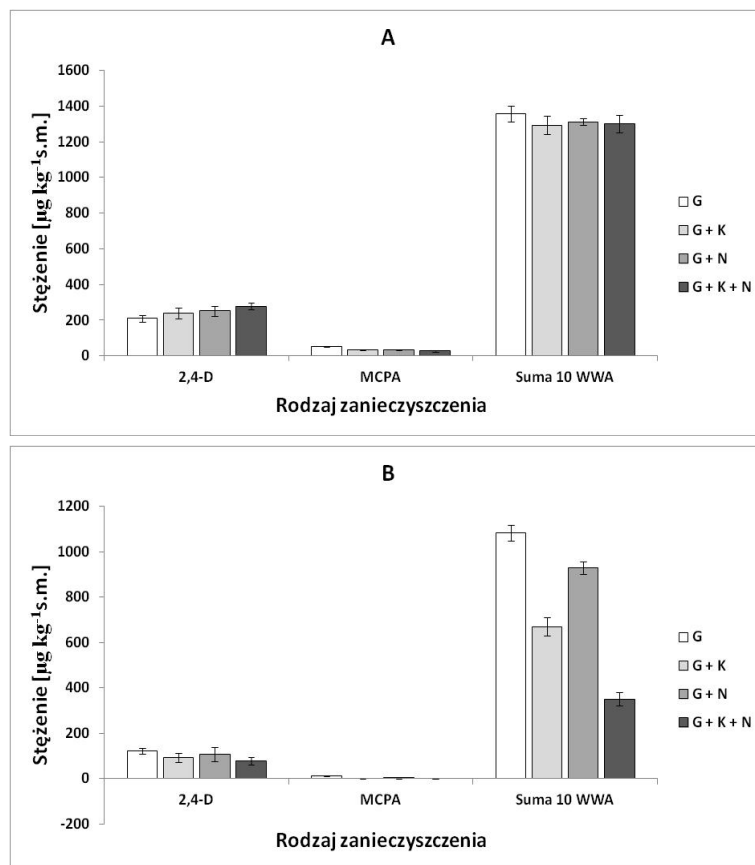 A
1600
1400
1200
1000
800
600
400
200
0
Stężenie [µg kg⁻¹s.m.]
2,4-D MCPA Suma 10 WWA
Rodzaj zanieczyszczenia
G
G + K
G + N
G + K + N
B
1200
1000
800
600
400
200
0
-200
Stężenie [µg kg⁻¹s.m.]
2,4-D MCPA Suma 10 WWA
Rodzaj zanieczyszczenia
G
G + K
G + N
G + K + N